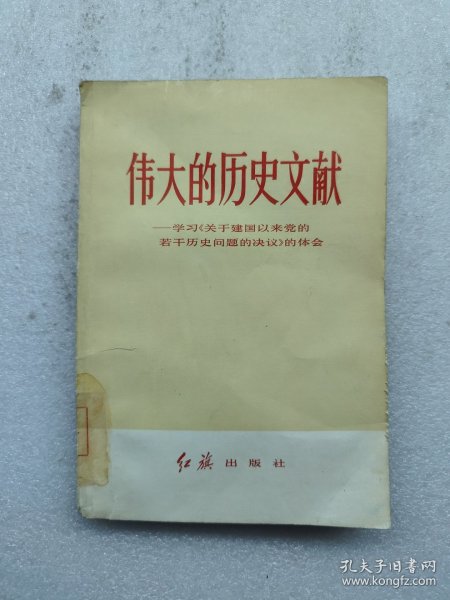 伟大的历史文献
——学习《关于建国以来党的
若干历史问题的决议》的体会
红旗 出版社
孔夫子旧书网
www.kongfz.com